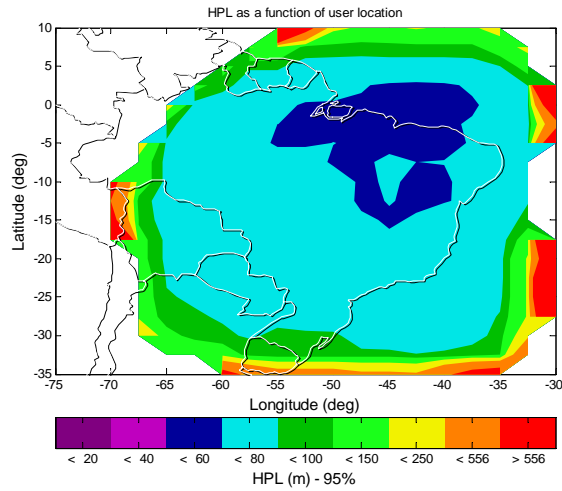 HPL as a function of user location
Latitude (deg)
10
5
0
-5
-10
-15
-20
-25
-30
-35
-75 -70 -65 -60 -55 -50 -45 -40 -35 -30
Longitude (deg)
< 20 < 40 < 60 < 80 < 100 < 150 < 250 < 556 > 556
HPL (m) - 95%